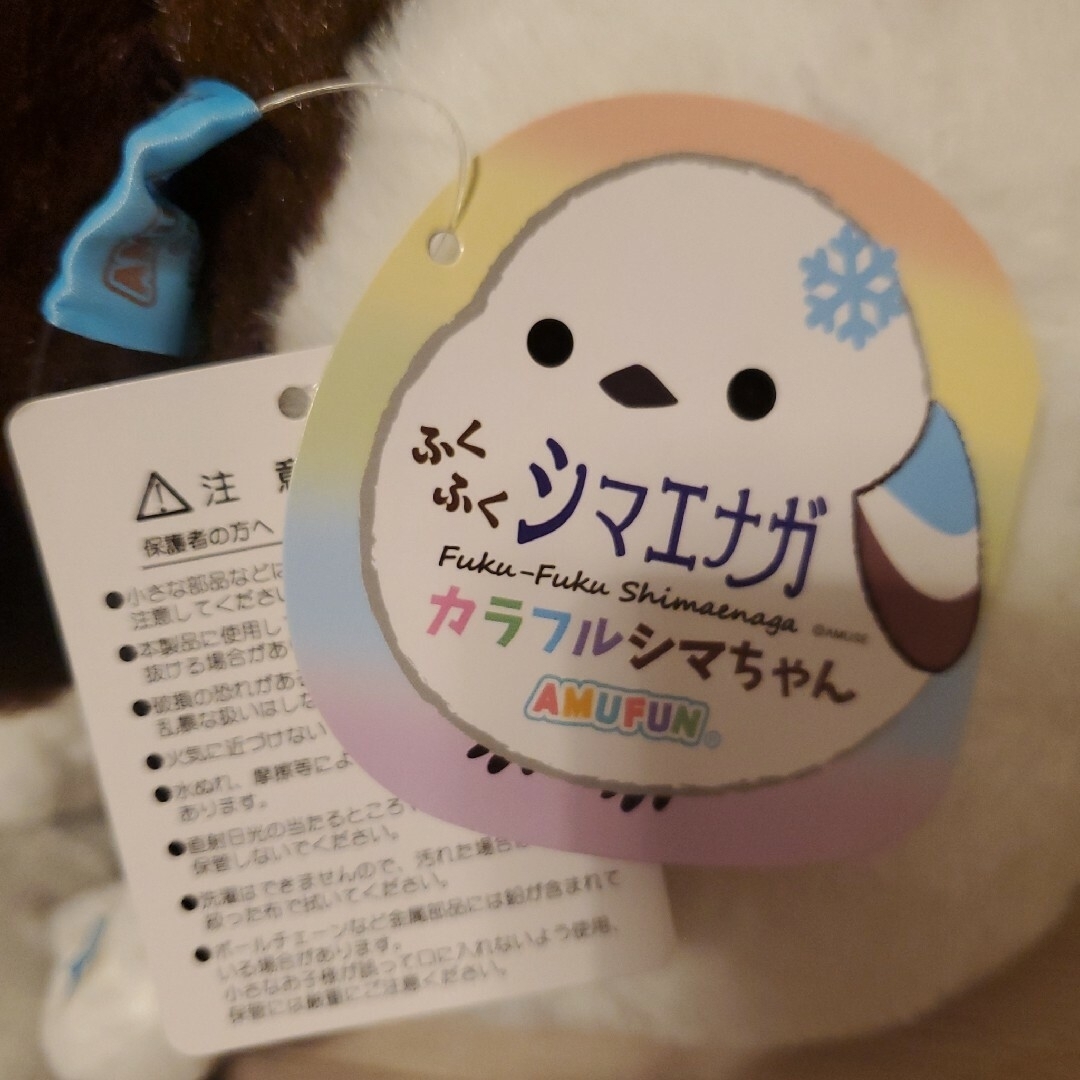 ふく
ふく
シマエナガ
Fuku-Fuku Shimaenaga
©AMUSE
カラフルシマちゃん
AMUFUN®
注 意
保護者の方へ
●小さな部品などに
注意してください
●本製品に使用し
抜ける場合があ
●破損の恐れがあ
乱暴な扱いはし
●火気に近づけない
●水ぬれ、摩擦等によ
あります。
●直射日光の当たるところ
保管しないでください。
●洗濯はできませんので、汚れた場合
絞った布で拭いてください。
●ボールチェーンなど金属部品には鉛が含まれて
いる場合があります。
小さなお子様が誤って口に入れないよう使用、
保管には厳重にご注意ください。